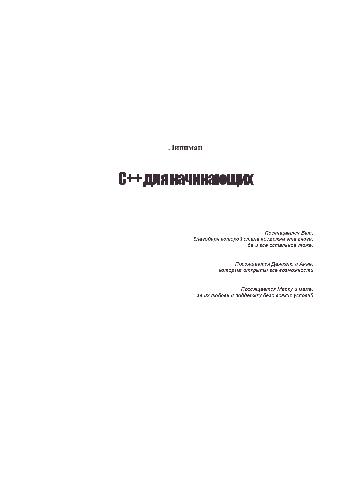 Липпман
C++ для начинающих
Посвящается Бет,
благодаря которой стала возможна эта книга,
да и все остальное тоже.
Посвящается Дэниэлю и Анне,
которым открыты все возможности
Посвящается Марку и маме,
за их любовь и поддержку безо всяких условий